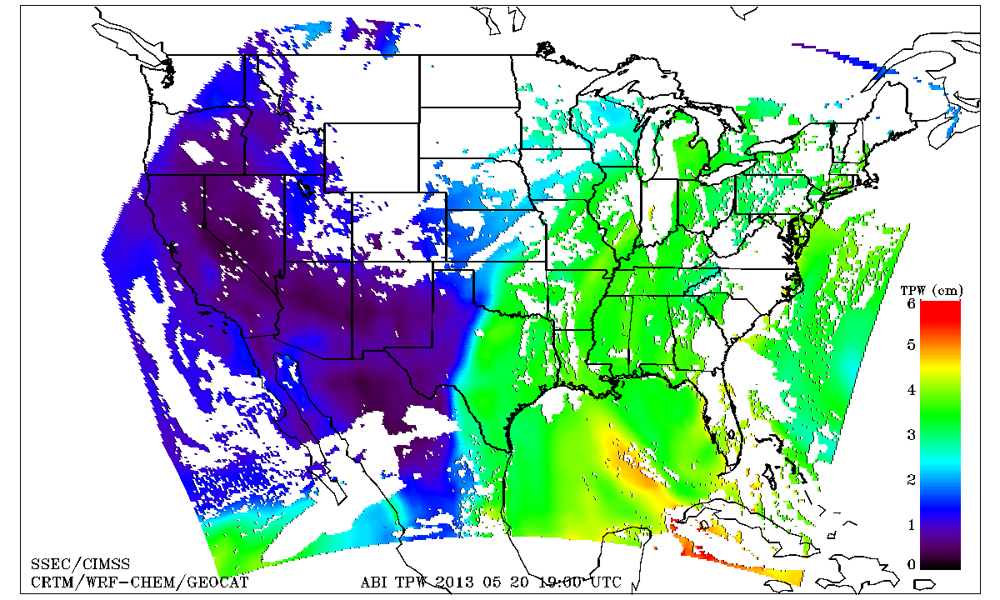 TPW (cm)
6
5
4
3
2
1
0
SSEC/CIMSS
CRTM/WRF-CHEM/GEOCAT
ABI TPW 2013 05 20 19:00 UTC